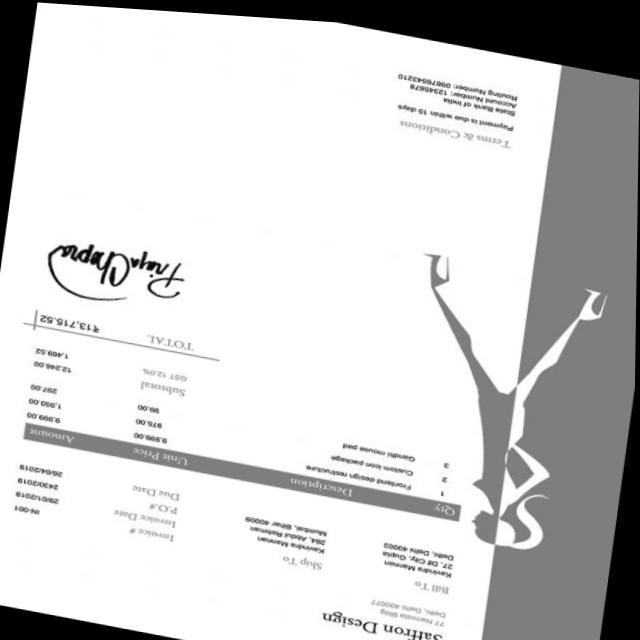 Saffron Design
77 Namrata Bldg
Delhi, Delhi 400077
Bill To
Kavindra Mannan
27, Dlf City, Gupta
Delhi, Delhi 40003
Ship To
Kavindra Mannan
264, Abdul Rehman
Mumbai, Bihar 40009
Invoice # IN-001
Invoice Date 29/01/2019
P.O.# 2430/2019
Due Date 26/04/2019
Qty Description Unit Price Amount
1 Frontend design restructure 9,999.00 9,999.00
2 Custom icon package 975.00 1,950.00
3 Gandhi mouse pad 99.00 297.00
Subtotal 12,246.00
GST 12.0% 1,469.52
TOTAL ₹13,715.52
Priya Chopra
Terms & Conditions
Payment is due within 15 days
State Bank of India
Account Number: 12345678
Routing Number: 09876543210